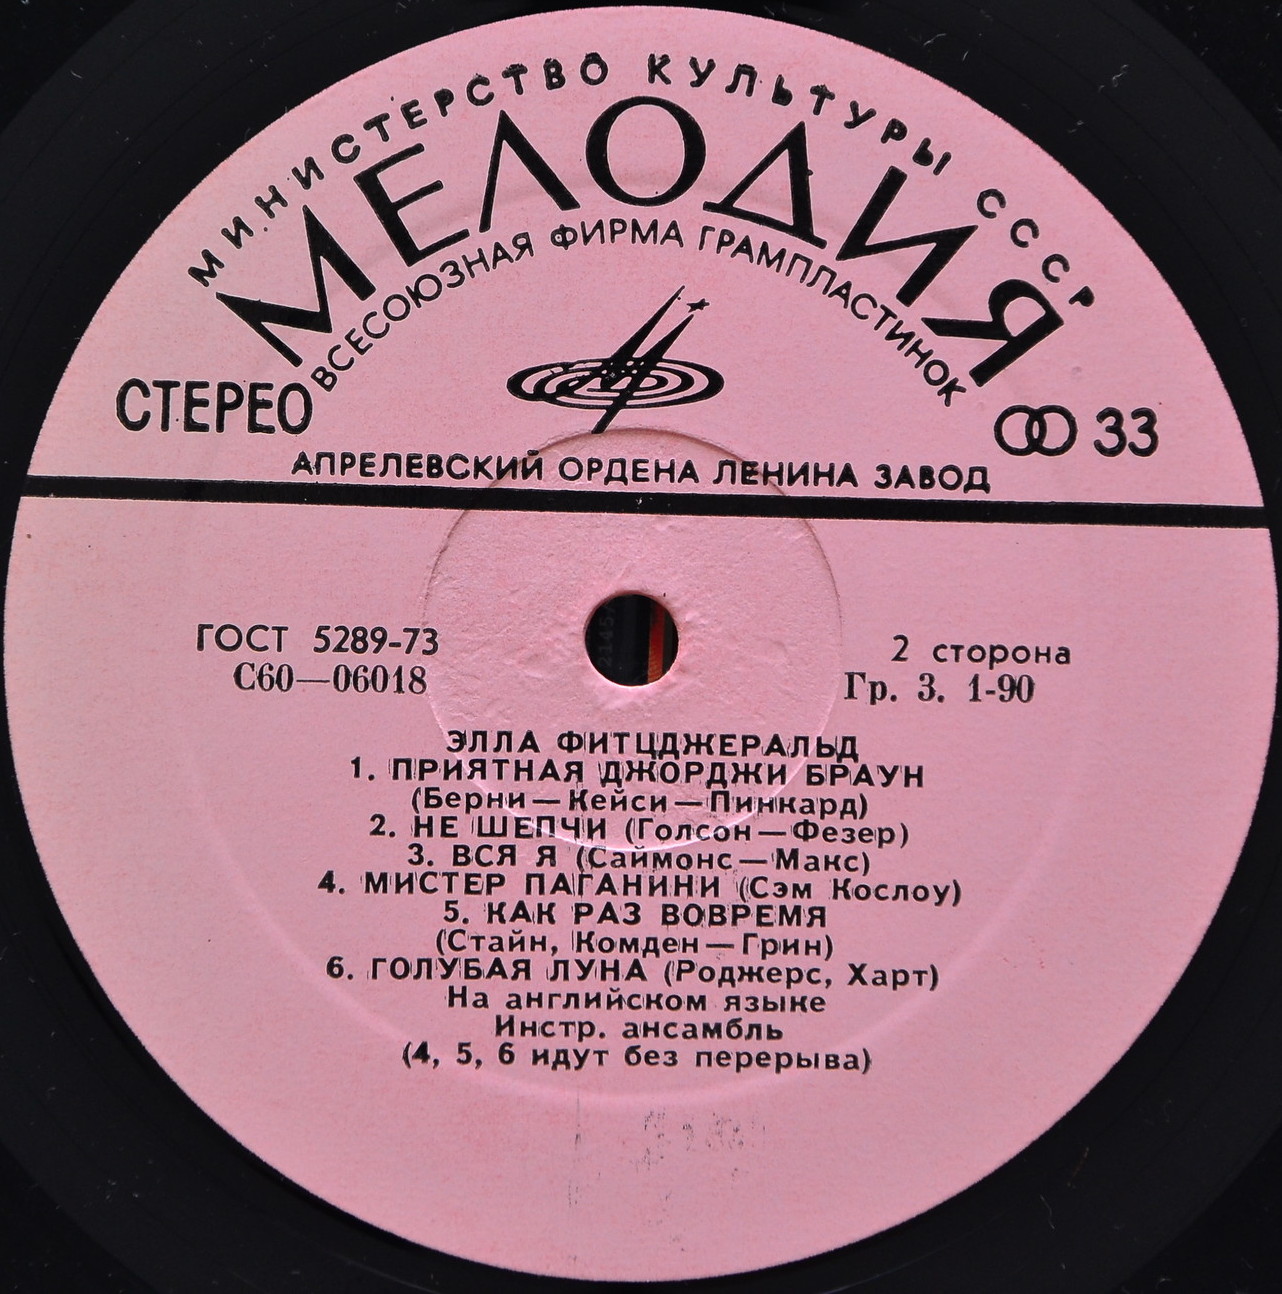 МИНИСТЕРСТВО КУЛЬТУРЫ СССР
МЕЛОДИЯ
ВСЕСОЮЗНАЯ ФИРМА ГРАМПЛАСТИНОК
СТЕРЕО
33
АПРЕЛЕВСКИЙ ОРДЕНА ЛЕНИНА ЗАВОД
ГОСТ 5289-73
С60—06018
2 сторона
Гр. 3. 1-90
ЭЛЛА ФИТЦДЖЕРАЛЬД
1. ПРИЯТНАЯ ДЖОРДЖИ БРАУН
(Берни—Кейси—Пинкард)
2. НЕ ШЕПЧИ (Голсон—Фезер)
3. ВСЯ Я (Саймонс—Макс)
4. МИСТЕР ПАГАНИНИ (Сэм Кослоу)
5. КАК РАЗ ВОВРЕМЯ
(Стайн, Комден—Грин)
6. ГОЛУБАЯ ЛУНА (Роджерс, Харт)
На английском языке
Инстр. ансамбль
(4, 5, 6 идут без перерыва)